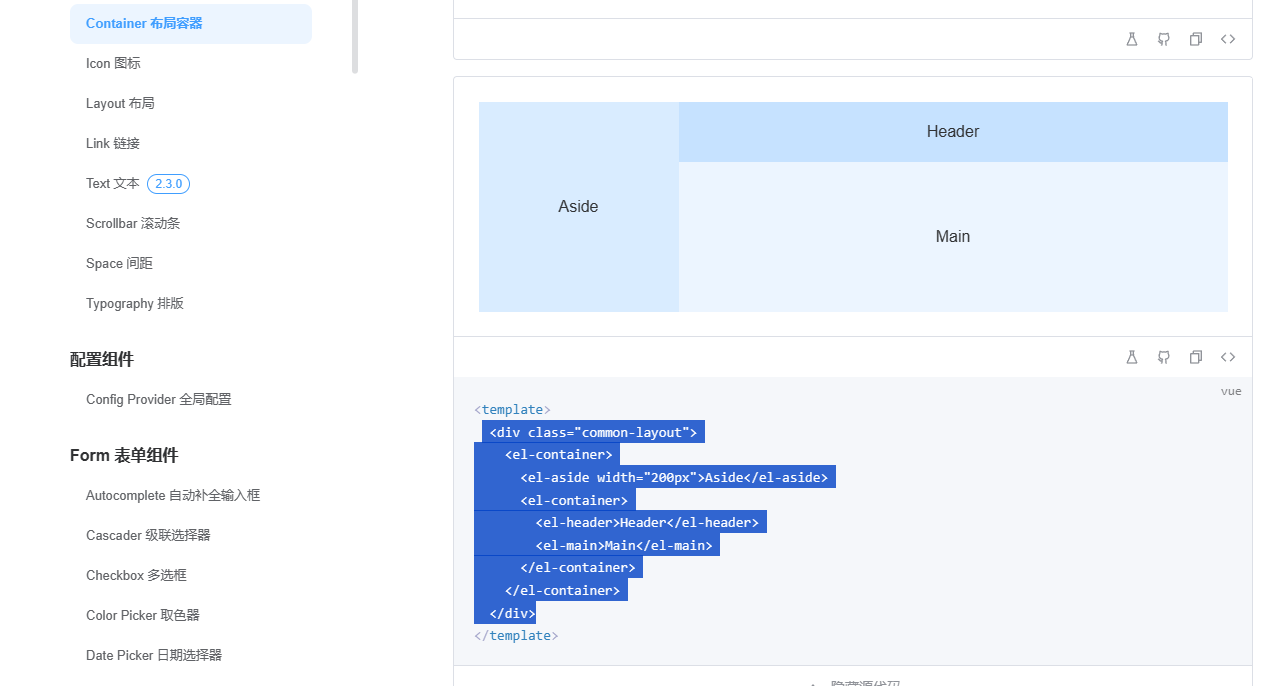 Container 布局容器
Icon 图标
Layout 布局
Link 链接
Text 文本 2.3.0
Scrollbar 滚动条
Space 间距
Typography 排版
配置组件
Config Provider 全局配置
Form 表单组件
Autocomplete 自动补全输入框
Cascader 级联选择器
Checkbox 多选框
Color Picker 取色器
Date Picker 日期选择器
Header
Aside
Main
vue
<template>
  <div class="common-layout">
    <el-container>
      <el-aside width="200px">Aside</el-aside>
      <el-container>
        <el-header>Header</el-header>
        <el-main>Main</el-main>
      </el-container>
    </el-container>
  </div>
</template>
隐藏源代码